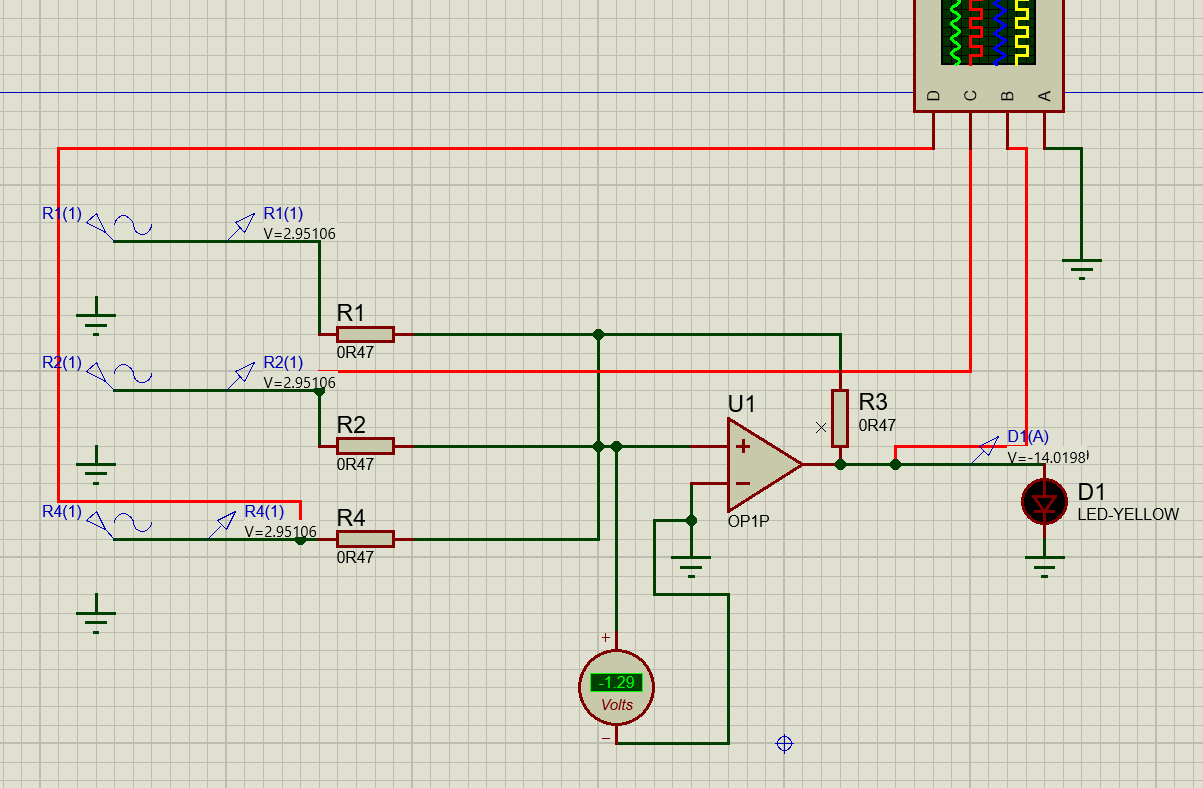 D C B A
R1(1)
R1(1)
V=2.95106
R1
0R47
R2(1)
R2(1)
V=2.95106
R2
0R47
U1
R3
0R47
D1(A)
V=-14.0198
+
−
OP1P
D1
LED-YELLOW
R4(1)
R4(1)
V=2.95106
R4
0R47
+
-1.29
Volts
−